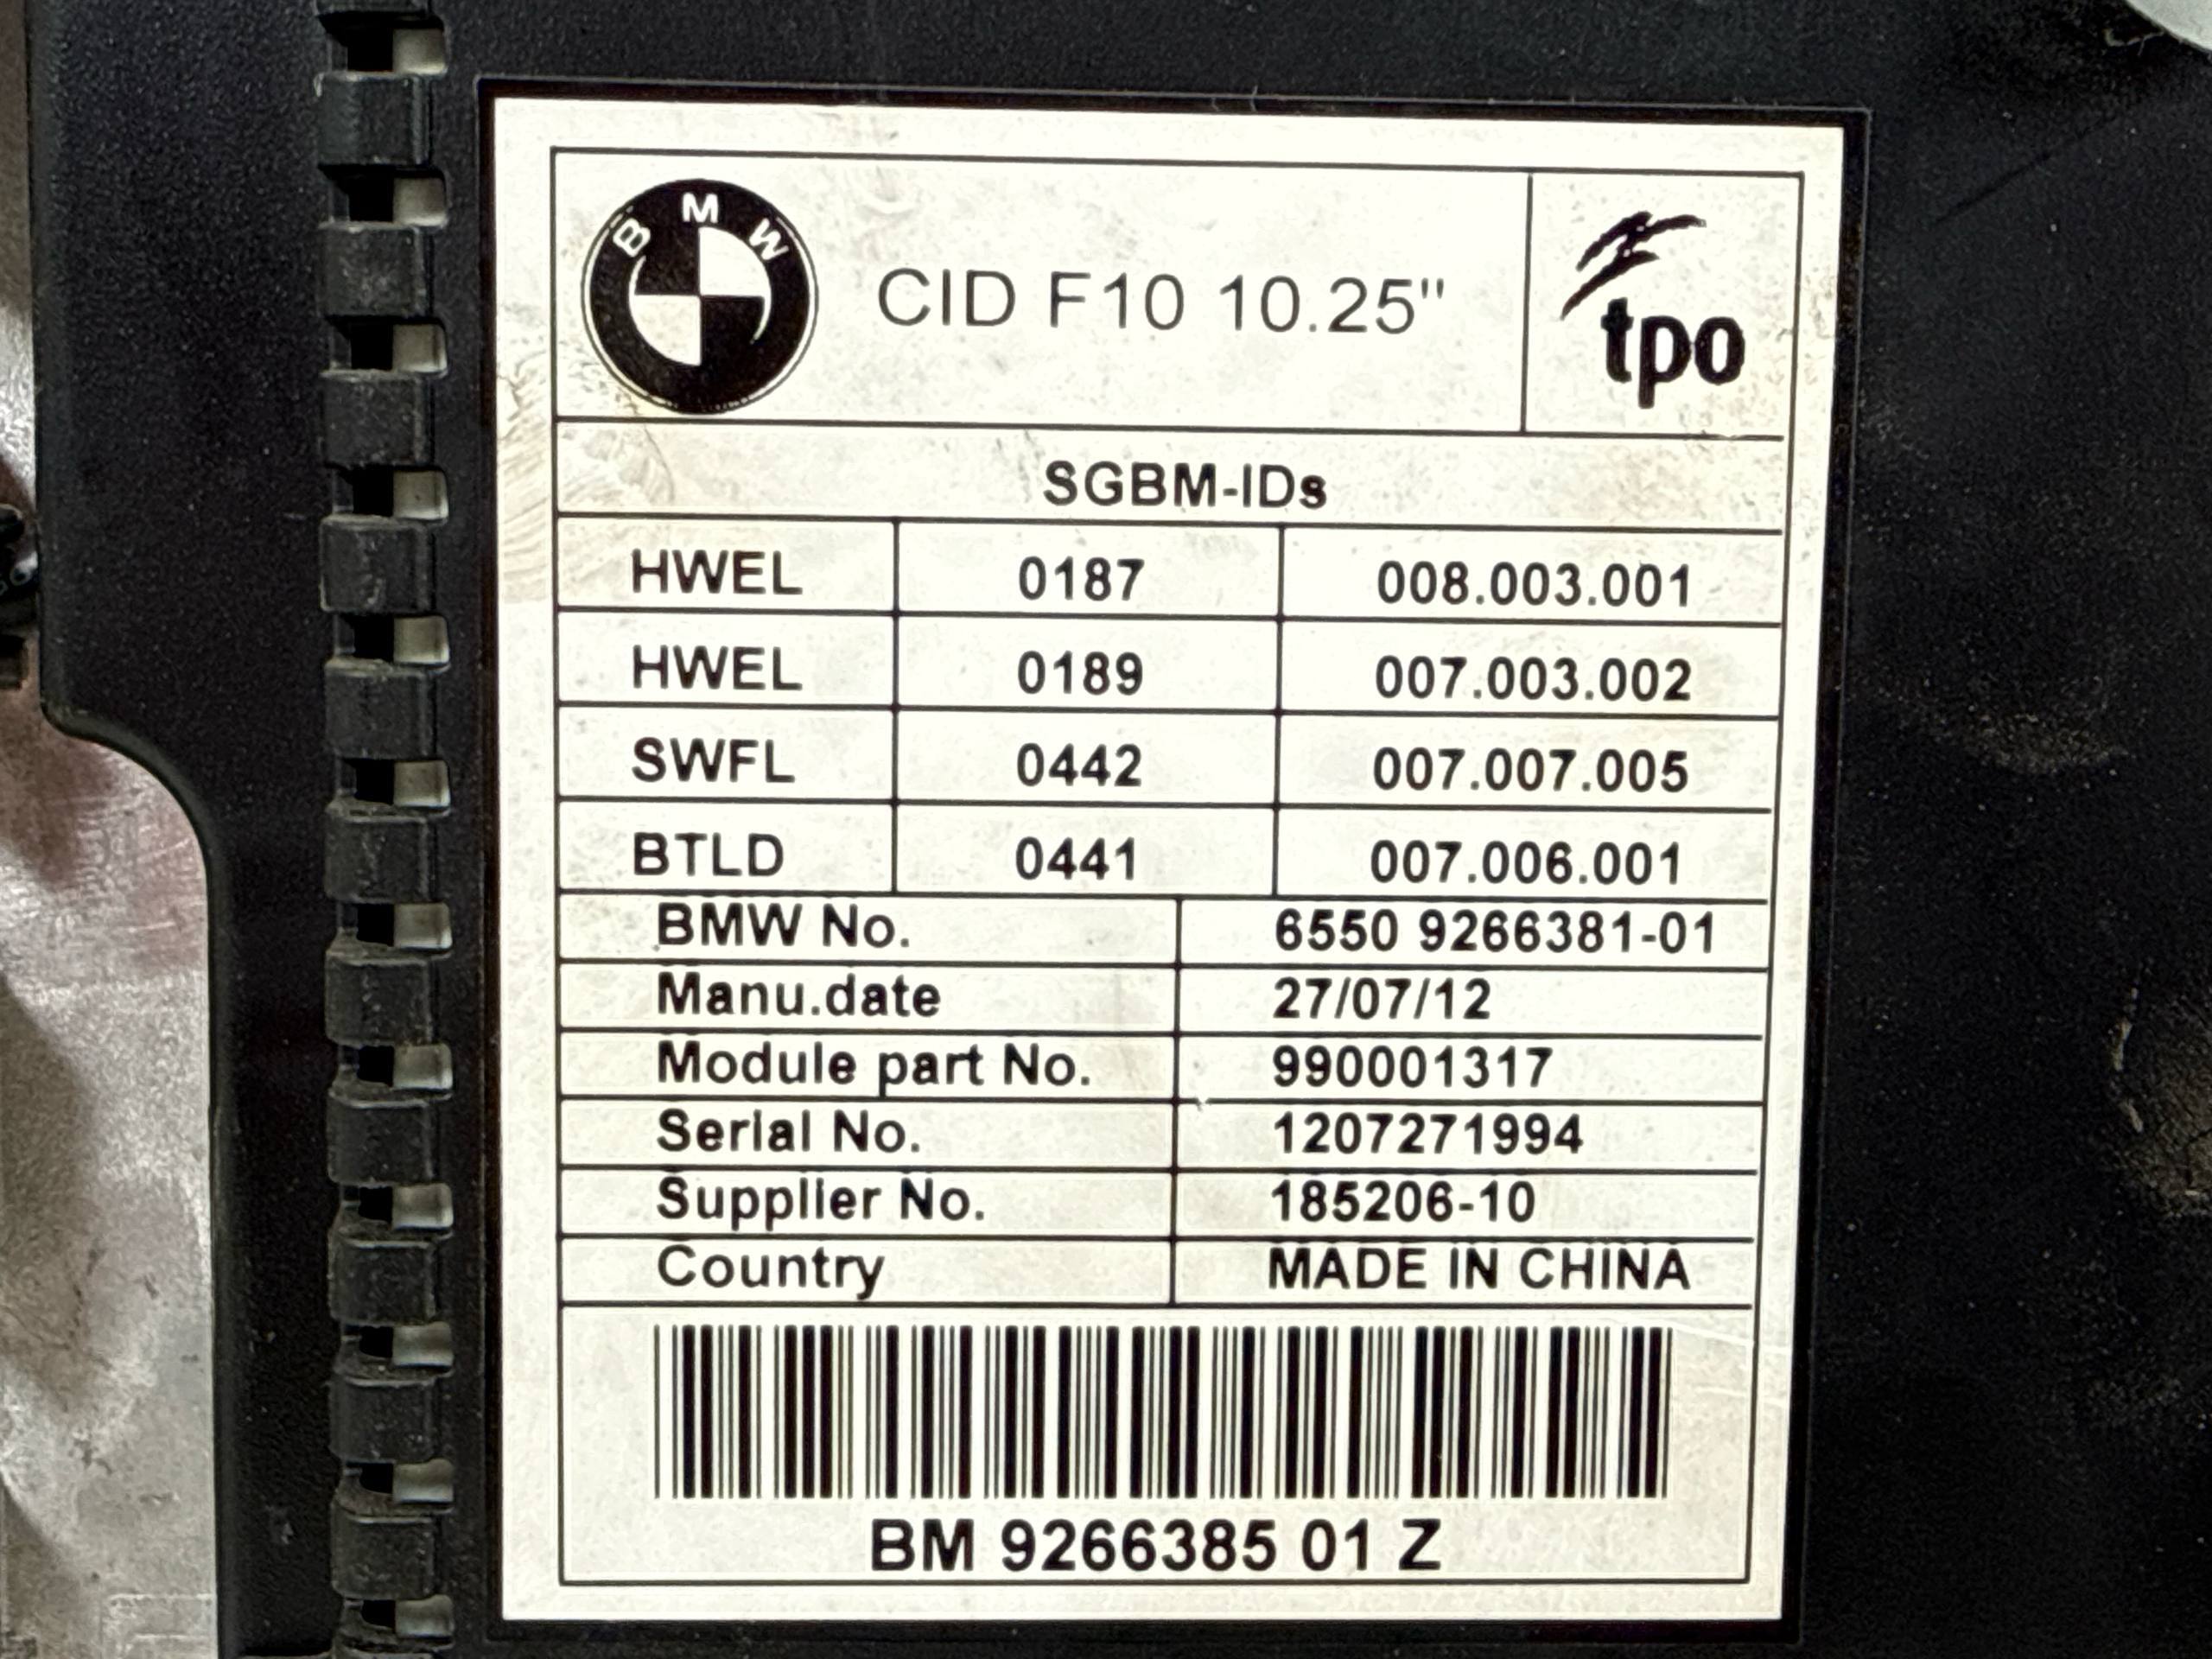 BMW
CID F10 10.25"
tpo
SGBM-IDs
HWEL 0187 008.003.001
HWEL 0189 007.003.002
SWFL 0442 007.007.005
BTLD 0441 007.006.001
BMW No. 6550 9266381-01
Manu.date 27/07/12
Module part No. 990001317
Serial No. 1207271994
Supplier No. 185206-10
Country MADE IN CHINA
BM 9266385 01 Z